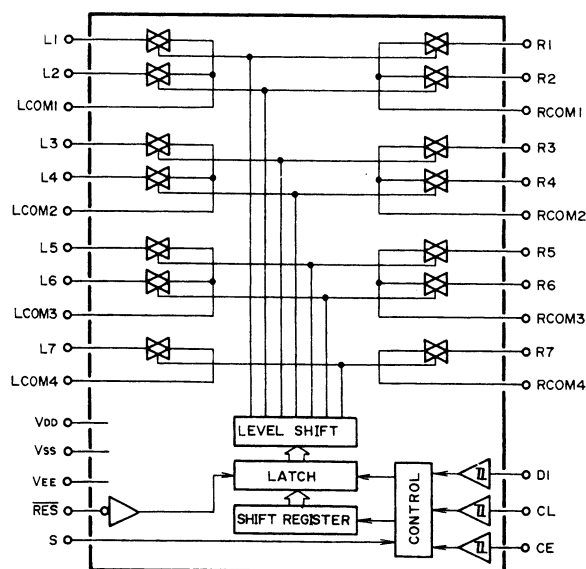 L1
R1
L2
R2
LCOM1
RCOM1
L3
R3
L4
R4
LCOM2
RCOM2
L5
R5
L6
R6
LCOM3
RCOM3
L7
R7
LCOM4
RCOM4
VDD
VSS
VEE
RES
S
LEVEL SHIFT
LATCH
SHIFT REGISTER
CONTROL
DI
CL
CE